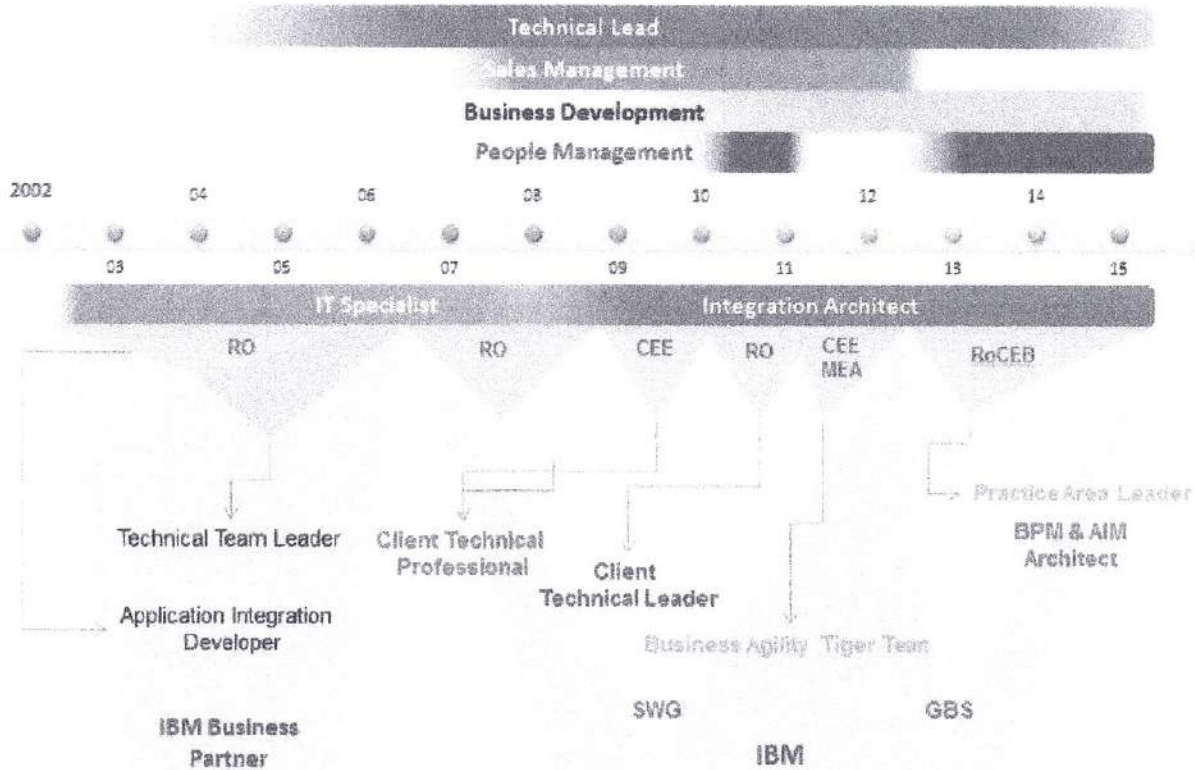 Technical Lead
Sales Management
Business Development
People Management
2002 04 06 08 10 12 14
03 05 07 09 11 13 15
IT Specialist Integration Architect
RO RO CEE RO CEE MEA RoCEB
Practice Area Leader
Technical Team Leader
Client Technical Professional
BPM & AIM Architect
Client Technical Leader
Application Integration Developer
Business Agility Tiger Team
SWG GBS
IBM Business Partner
IBM